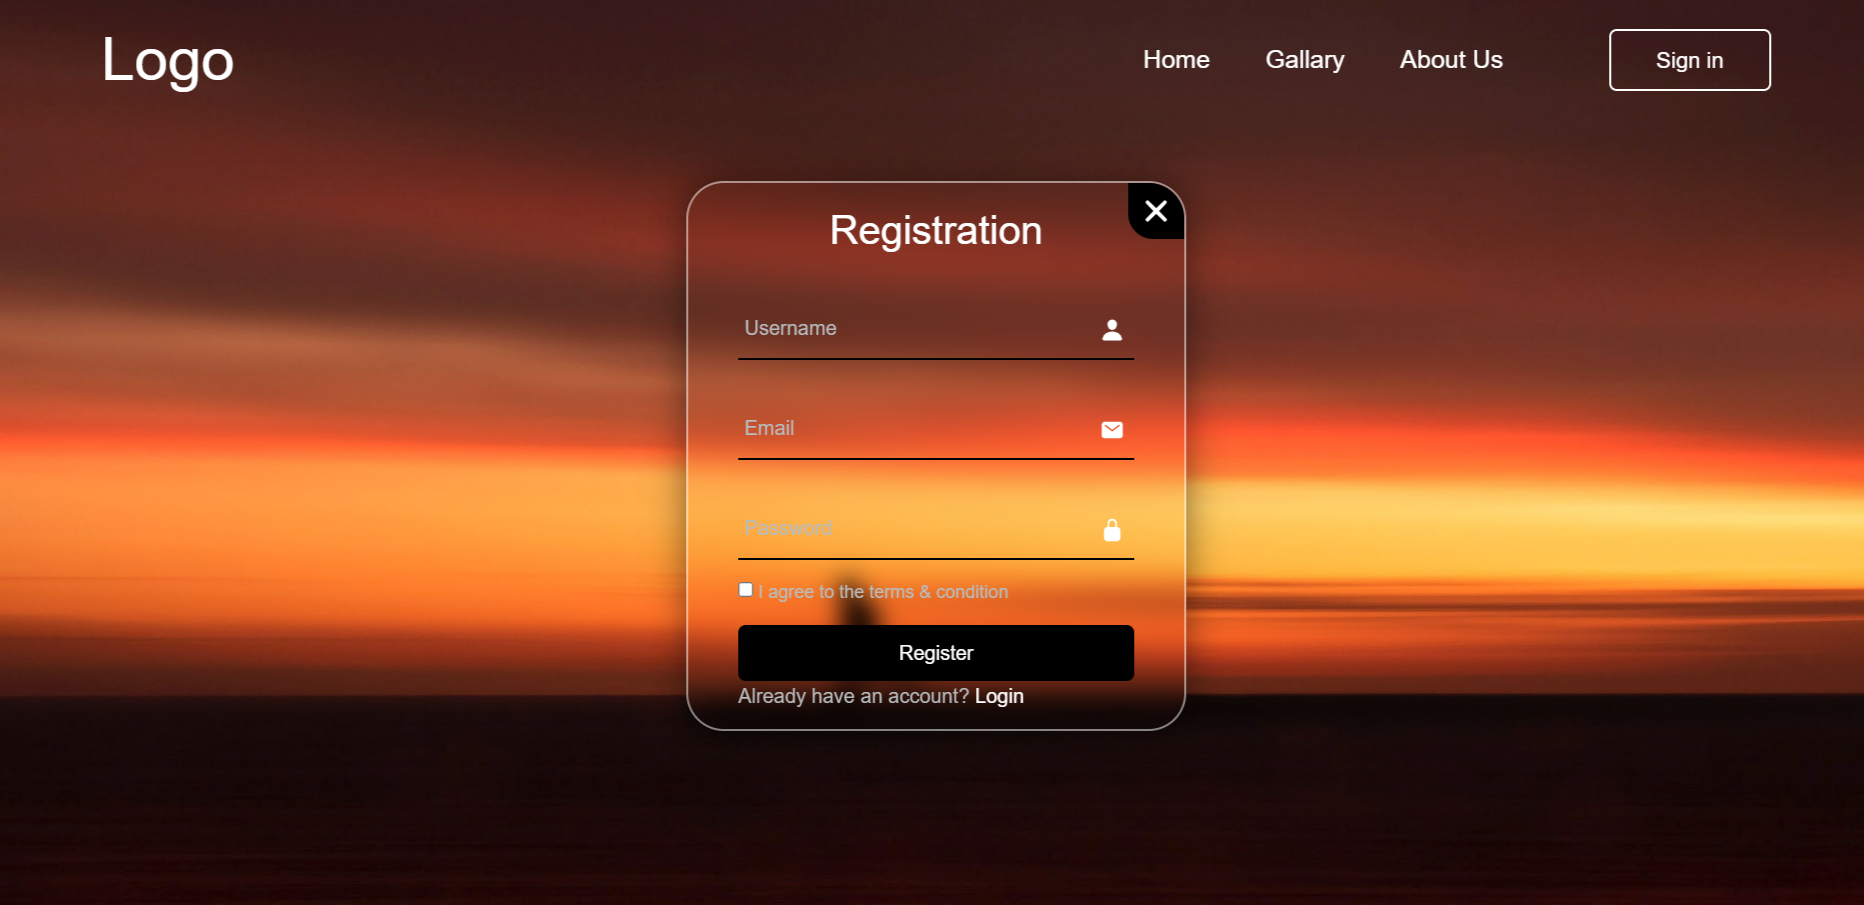 Logo
Home
Gallary
About Us
Sign in
Registration
Username
Email
Password
I agree to the terms & condition
Register
Already have an account? Login